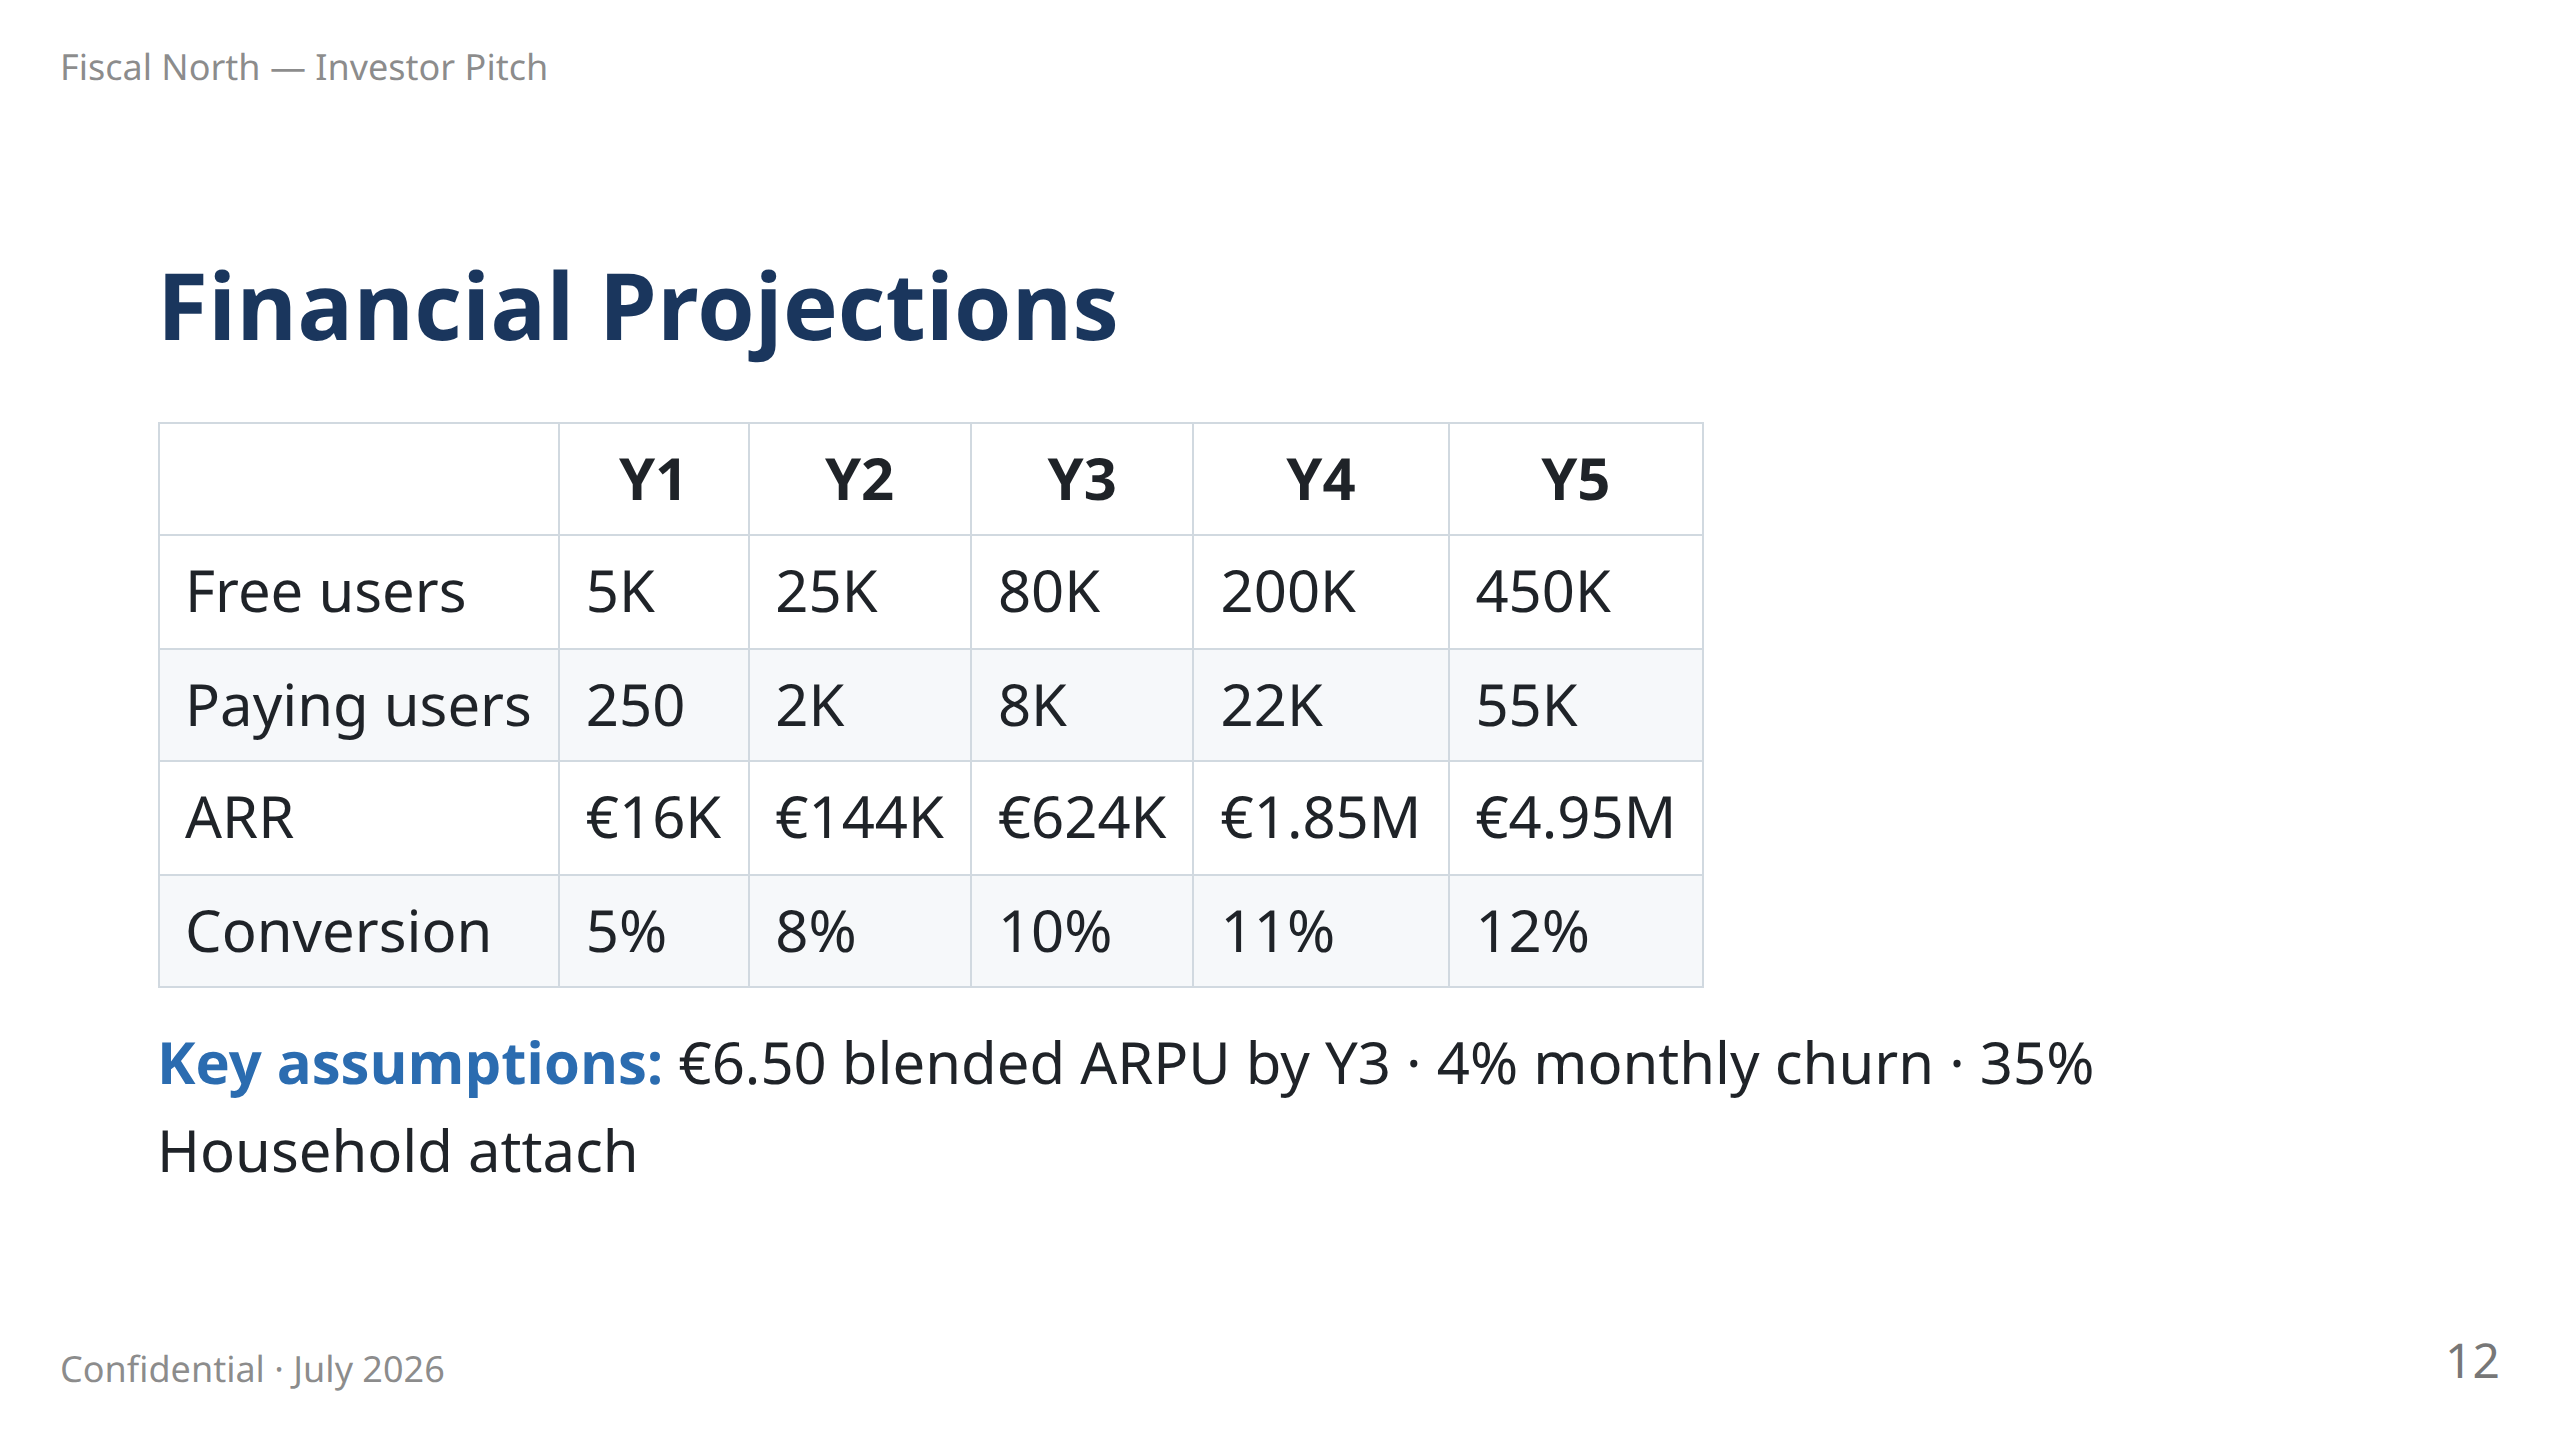 Fiscal North — Investor Pitch
Financial Projections
Y1 Y2 Y3 Y4 Y5
Free users 5K 25K 80K 200K 450K
Paying users 250 2K 8K 22K 55K
ARR €16K €144K €624K €1.85M €4.95M
Conversion 5% 8% 10% 11% 12%
Key assumptions: €6.50 blended ARPU by Y3 · 4% monthly churn · 35%
Household attach
Confidential · July 2026
12